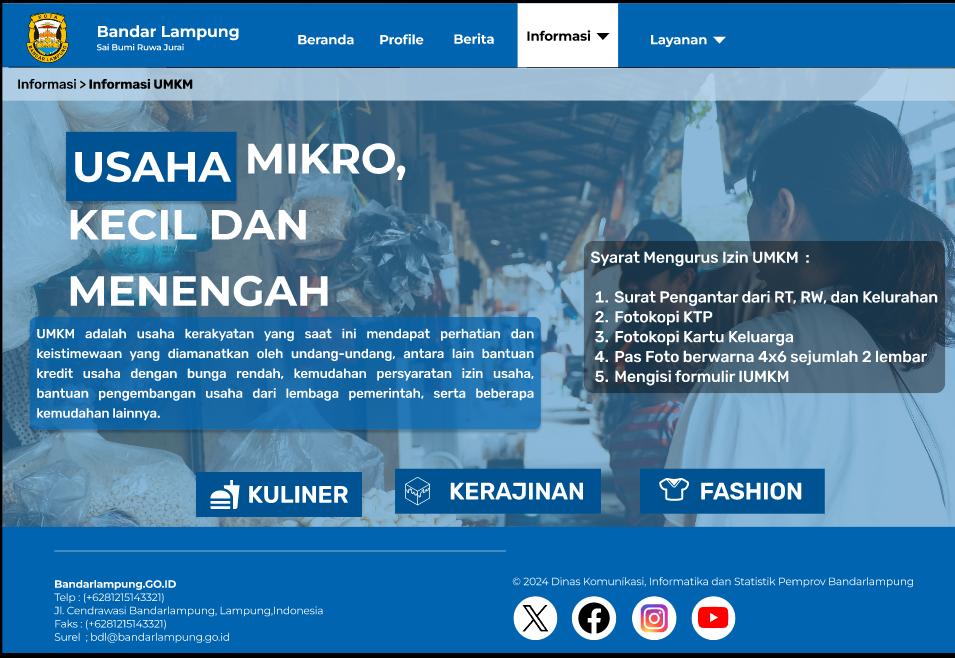 Bandar Lampung
Sai Bumi Ruwa Jurai
Beranda
Profile
Berita
Informasi
Layanan
Informasi > Informasi UMKM
USAHA MIKRO,
KECIL DAN
MENENGAH
UMKM adalah usaha kerakyatan yang saat ini mendapat perhatian dan
keistimewaan yang diamanatkan oleh undang-undang, antara lain bantuan
kredit usaha dengan bunga rendah, kemudahan persyaratan izin usaha,
bantuan pengembangan usaha dari lembaga pemerintah, serta beberapa
kemudahan lainnya.
Syarat Mengurus Izin UMKM :
1. Surat Pengantar dari RT, RW, dan Kelurahan
2. Fotokopi KTP
3. Fotokopi Kartu Keluarga
4. Pas Foto berwarna 4x6 sejumlah 2 lembar
5. Mengisi formulir IUMKM
KULINER
KERAJINAN
FASHION
Bandarlampung.GO.ID
Telp : (+6281215143321)
Jl. Cendrawasi Bandarlampung, Lampung,Indonesia
Faks : (+6281215143321)
Surel ; bdl@bandarlampung.go.id
© 2024 Dinas Komunikasi, Informatika dan Statistik Pemprov Bandarlampung